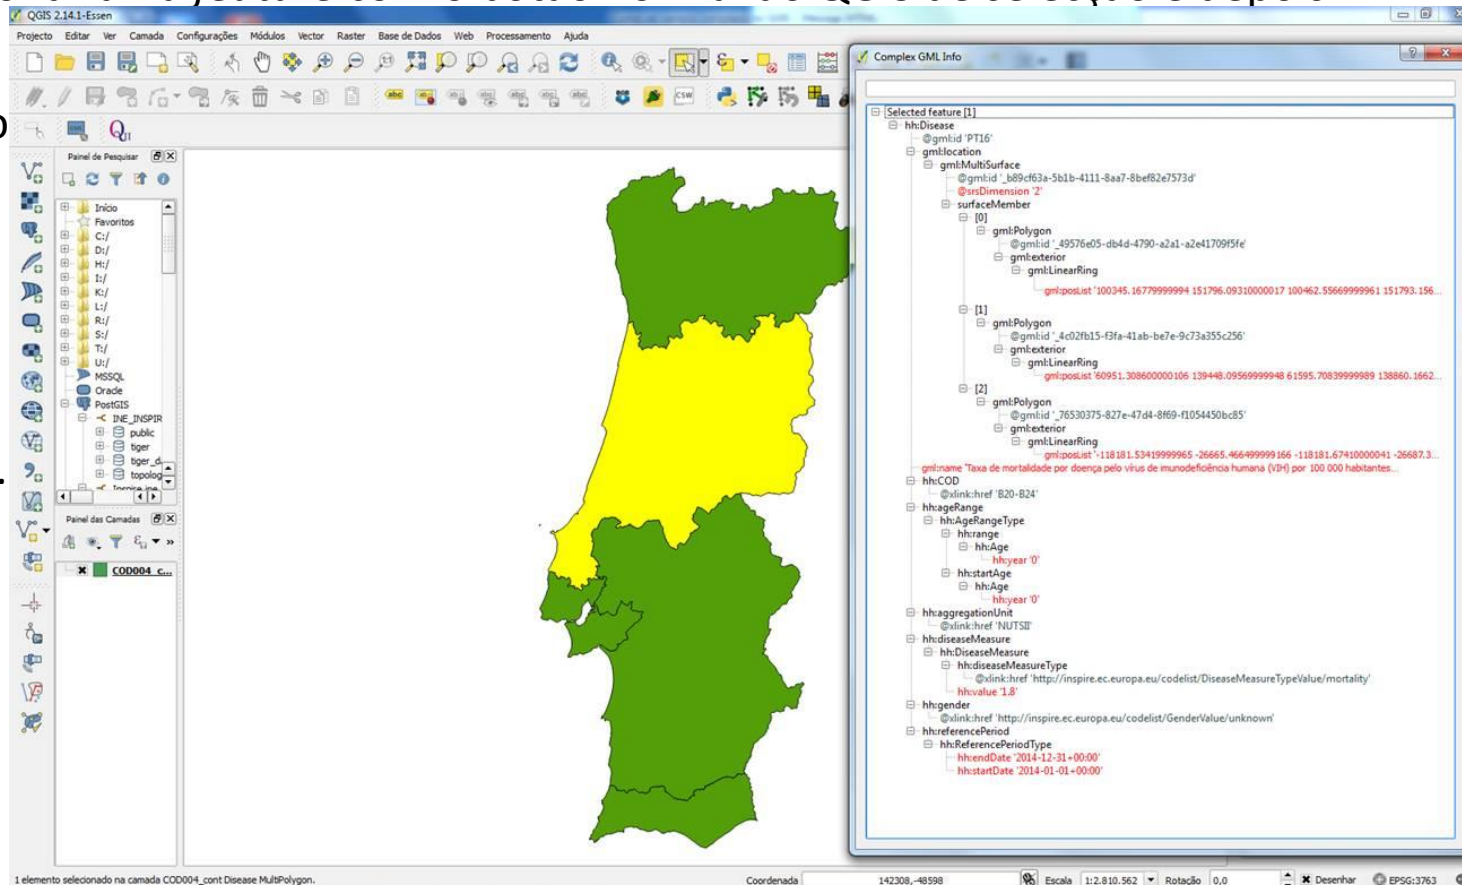 QGIS 2.14.1-Essen
Projecto Editar Ver Camada Configurações Módulos Vector Raster Base de Dados Web Processamento Ajuda
Painel de Pesquisar
Início
Favoritos
C:/
D:/
H:/
I:/
K:/
L:/
R:/
S:/
T:/
U:/
MSSQL
Oracle
PostGIS
INE_INSPIR
public
tiger
tiger_d
topolog
Painel das Camadas
COD004_c...
Complex GML Info
Selected feature [1]
hh:Disease
@gml:id 'PT16'
gml:location
gml:MultiSurface
@gml:id '_b89cf63a-5b1b-4111-8aa7-8bef82e7573d'
@srsDimension '2'
surfaceMember
[0]
gml:Polygon
@gml:id '_49576e05-db4d-4790-a2a1-a2e41709f5fe'
gml:exterior
gml:LinearRing
gml:posList '100345.16779999994 151796.09310000017 100462.55669999961 151793.156...
[1]
gml:Polygon
@gml:id '_4c02fb15-f3fa-41ab-be7e-9c73a355c256'
gml:exterior
gml:LinearRing
gml:posList '60951.308600000106 139448.09569999948 61595.70839999989 138860.1662...
[2]
gml:Polygon
@gml:id '_76530375-827e-47d4-8f69-f1054450bc85'
gml:exterior
gml:LinearRing
gml:posList '-118181.53419999965 -26665.466499999166 -118181.67410000041 -26687.3...
gml:name 'Taxa de mortalidade por doença pelo vírus de imunodeficiência humana (VIH) por 100 000 habitantes...
hh:COD
@xlink:href 'B20-B24'
hh:ageRange
hh:AgeRangeType
hh:range
hh:Age
hh:year '0'
hh:startAge
hh:Age
hh:year '0'
hh:aggregationUnit
@xlink:href 'NUTSII'
hh:diseaseMeasure
hh:DiseaseMeasure
hh:diseaseMeasureType
@xlink:href 'http://inspire.ec.europa.eu/codelist/DiseaseMeasureTypeValue/mortality'
hh:value '1.8'
hh:gender
@xlink:href 'http://inspire.ec.europa.eu/codelist/GenderValue/unknown'
hh:referencePeriod
hh:ReferencePeriodType
hh:endDate '2014-12-31+00:00'
hh:startDate '2014-01-01+00:00'
1 elemento selecionado na camada COD004_cont Disease MultiPolygon.
Coordenada 142308,-48598 Escala 1:2.810.562 Rotação 0,0 Desenhar EPSG:3763